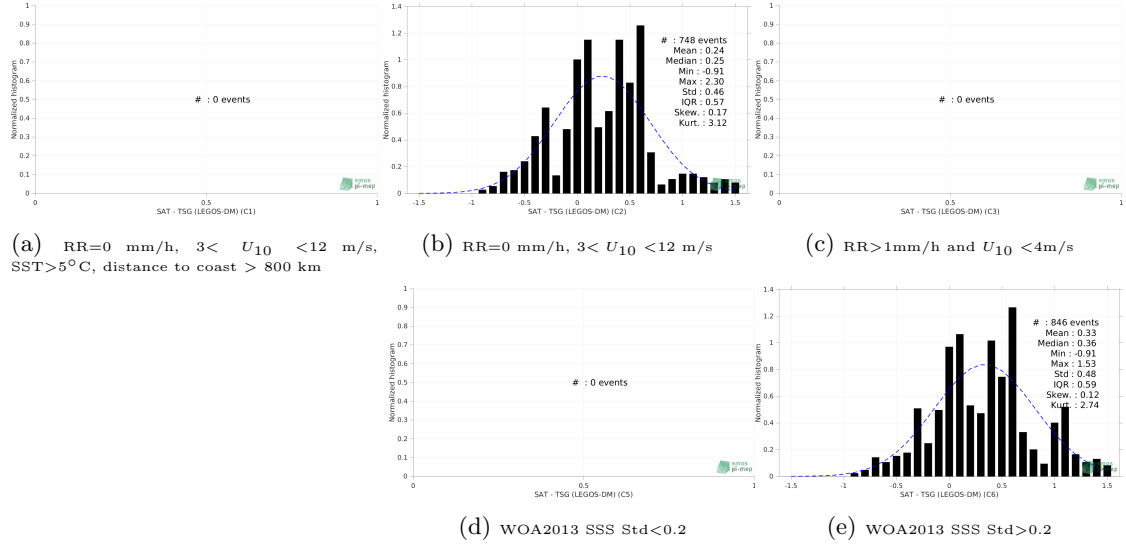 1
0.9
0.8
0.7
0.6
0.5
0.4
0.3
0.2
0.1
0
Normalized histogram
# : 0 events
smos
pi-mep
0 0.5 1
SAT - TSG (LEGOS-DM) (C1)
(a) RR=0 mm/h, 3< U10 <12 m/s,
SST>5°C, distance to coast > 800 km
1.4
1.2
1
0.8
0.6
0.4
0.2
0
Normalized histogram
# : 748 events
Mean : 0.24
Median : 0.25
Min : -0.91
Max : 2.30
Std : 0.46
IQR : 0.57
Skew. : 0.17
Kurt. : 3.12
smos
pi-mep
-1.5 -1 -0.5 0 0.5 1 1.5
SAT - TSG (LEGOS-DM) (C2)
(b) RR=0 mm/h, 3< U10 <12 m/s
1
0.9
0.8
0.7
0.6
0.5
0.4
0.3
0.2
0.1
0
Normalized histogram
# : 0 events
smos
pi-mep
0 0.5 1
SAT - TSG (LEGOS-DM) (C3)
(c) RR>1mm/h and U10 <4m/s
1
0.9
0.8
0.7
0.6
0.5
0.4
0.3
0.2
0.1
0
Normalized histogram
# : 0 events
smos
pi-mep
0 0.5 1
SAT - TSG (LEGOS-DM) (C5)
(d) WOA2013 SSS Std<0.2
1.4
1.2
1
0.8
0.6
0.4
0.2
0
Normalized histogram
# : 846 events
Mean : 0.33
Median : 0.36
Min : -0.91
Max : 1.53
Std : 0.48
IQR : 0.59
Skew. : 0.12
Kurt. : 2.74
smos
pi-mep
-1.5 -1 -0.5 0 0.5 1 1.5
SAT - TSG (LEGOS-DM) (C6)
(e) WOA2013 SSS Std>0.2